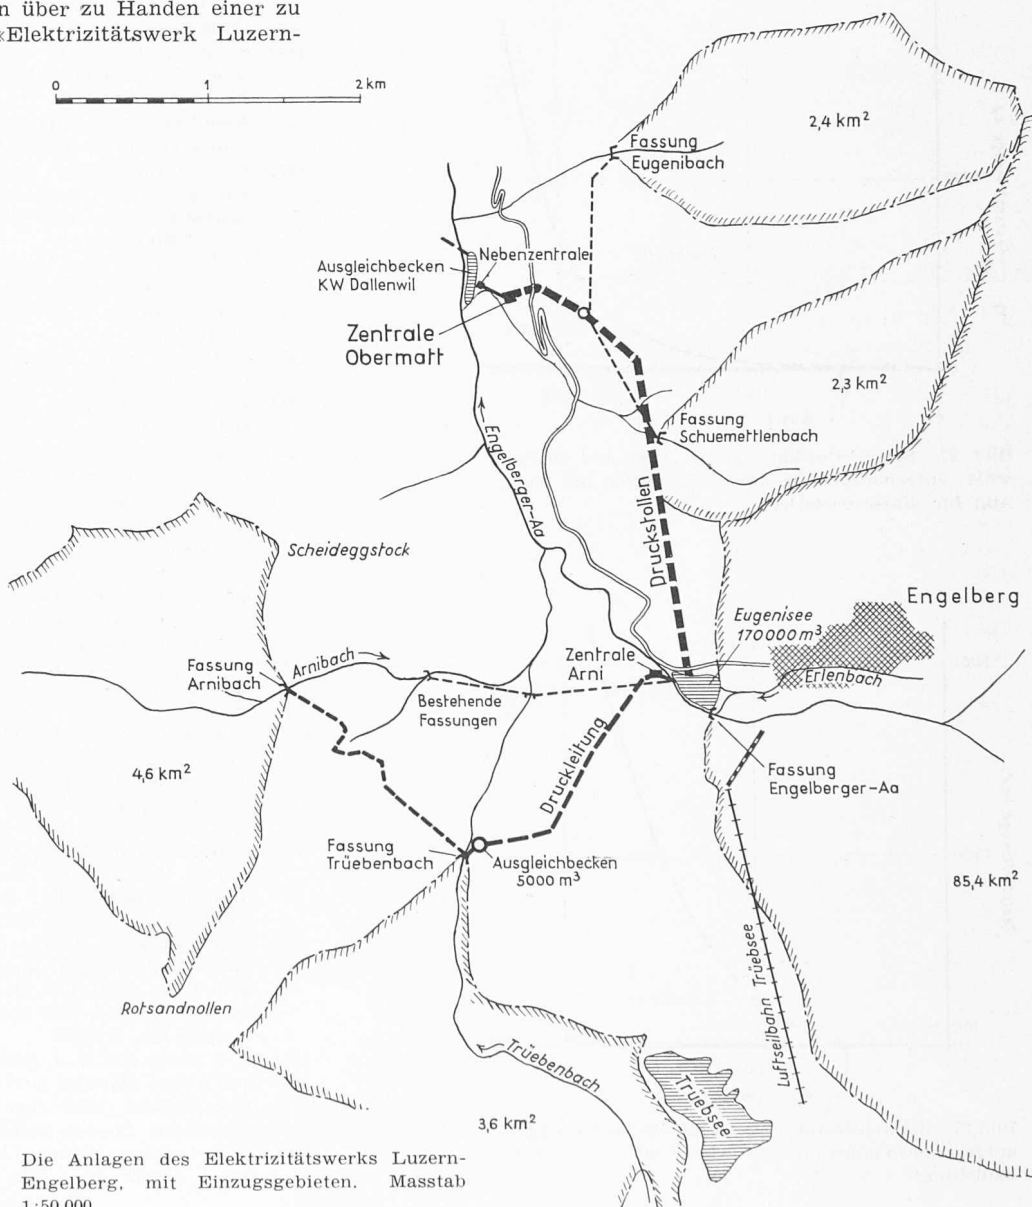 n über zu Handen einer zu
«Elektrizitätswerk Luzern-
0 1 2 km
2,4 km²
Fassung
Eugenibach
Nebenzentrale
Ausgleichbecken
KW Dallenwil
Zentrale
Obermatt
2,3 km²
Fassung
Schuemettlenbach
Engelberger-Aa
Druckstollen
Scheideggstock
Engelberg
Eugenisee
170000 m³
Zentrale
Arni
Erlenbach
Fassung
Arnibach
Arnibach
Bestehende
Fassungen
4,6 km²
Druckleitung
Fassung
Engelberger-Aa
Fassung
Trüebenbach
Ausgleichbecken
5000 m³
85,4 km²
Luftseilbahn Trüebsee
Rotsandnollen
Trüebenbach
Trüebsee
3,6 km²
Die Anlagen des Elektrizitätswerks Luzern-
Engelberg, mit Einzugsgebieten. Masstab
1:50 000